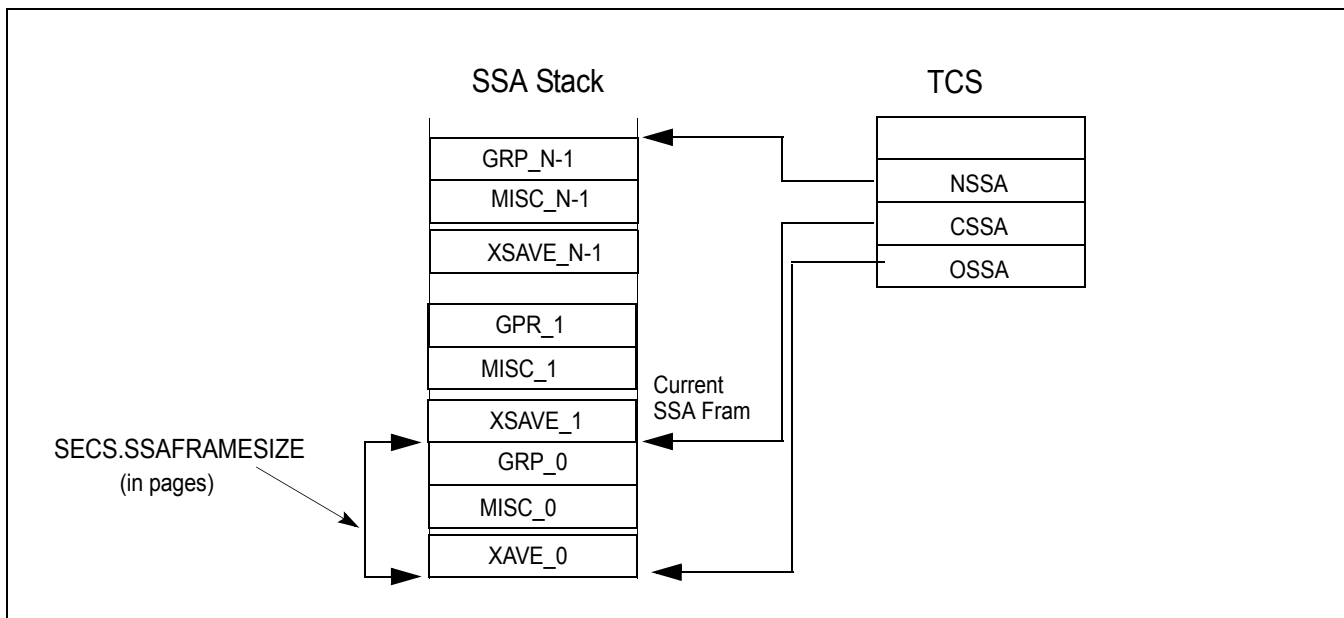 SSA Stack
TCS
GRP_N-1
MISC_N-1
XSAVE_N-1
GPR_1
MISC_1
XSAVE_1
GRP_0
MISC_0
XAVE_0
NSSA
CSSA
OSSA
Current
SSA Fram
SECS.SSAFRAMESIZE
(in pages)